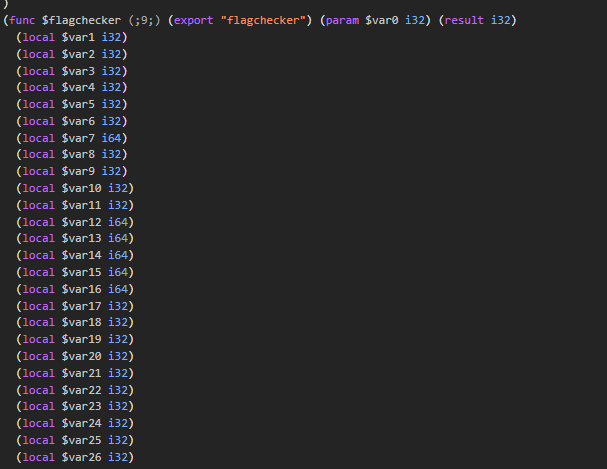 )
(func $flagchecker (;9;) (export "flagchecker") (param $var0 i32) (result i32)
(local $var1 i32)
(local $var2 i32)
(local $var3 i32)
(local $var4 i32)
(local $var5 i32)
(local $var6 i32)
(local $var7 i64)
(local $var8 i32)
(local $var9 i32)
(local $var10 i32)
(local $var11 i32)
(local $var12 i64)
(local $var13 i64)
(local $var14 i64)
(local $var15 i64)
(local $var16 i64)
(local $var17 i32)
(local $var18 i32)
(local $var19 i32)
(local $var20 i32)
(local $var21 i32)
(local $var22 i32)
(local $var23 i32)
(local $var24 i32)
(local $var25 i32)
(local $var26 i32)